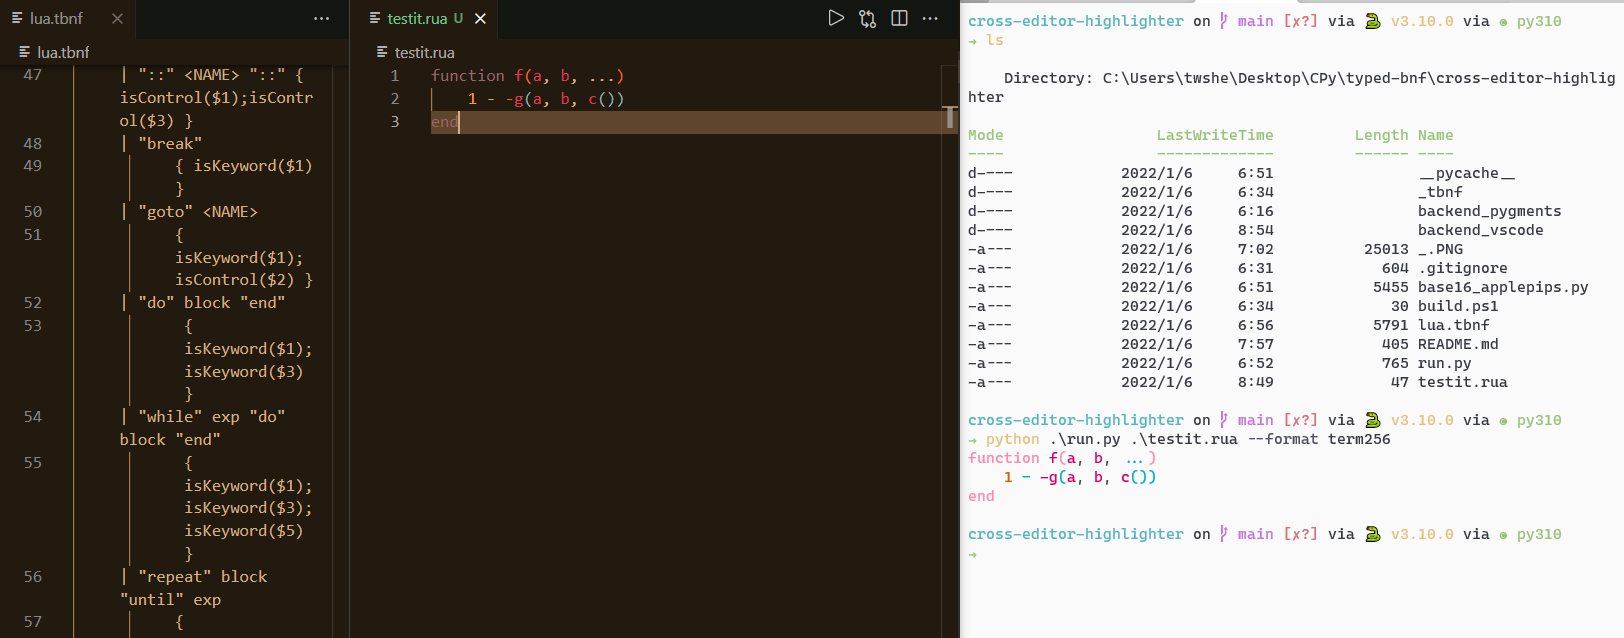 lua.tbnf
lua.tbnf
47 | "::" <NAME> "::" {
isControl($1);isContr
ol($3) }
48 | "break"
49 { isKeyword($1)
}
50 | "goto" <NAME>
51 {
isKeyword($1);
isControl($2) }
52 | "do" block "end"
53 {
isKeyword($1);
isKeyword($3)
}
54 | "while" exp "do"
block "end"
55 {
isKeyword($1);
isKeyword($3);
isKeyword($5)
}
56 | "repeat" block
"until" exp
57 {
testit.rua U
testit.rua
1 function f(a, b, ...)
2 1 - -g(a, b, c())
3 end
cross-editor-highlighter on main [x?] via v3.10.0 via py310
→ ls
Directory: C:\Users\twshe\Desktop\CPy\typed-bnf\cross-editor-highlig
hter
Mode LastWriteTime Length Name
---- ------------- ------ ----
d---- 2022/1/6 6:51 __pycache__
d---- 2022/1/6 6:34 _tbnf
d---- 2022/1/6 6:16 backend_pygments
d---- 2022/1/6 8:54 backend_vscode
-a--- 2022/1/6 7:02 25013 _.PNG
-a--- 2022/1/6 6:31 604 .gitignore
-a--- 2022/1/6 6:51 5455 base16_applepips.py
-a--- 2022/1/6 6:34 30 build.ps1
-a--- 2022/1/6 6:56 5791 lua.tbnf
-a--- 2022/1/6 7:57 405 README.md
-a--- 2022/1/6 6:52 765 run.py
-a--- 2022/1/6 8:49 47 testit.rua
cross-editor-highlighter on main [x?] via v3.10.0 via py310
→ python .\run.py .\testit.rua --format term256
function f(a, b, ...)
1 - -g(a, b, c())
end
cross-editor-highlighter on main [x?] via v3.10.0 via py310
→